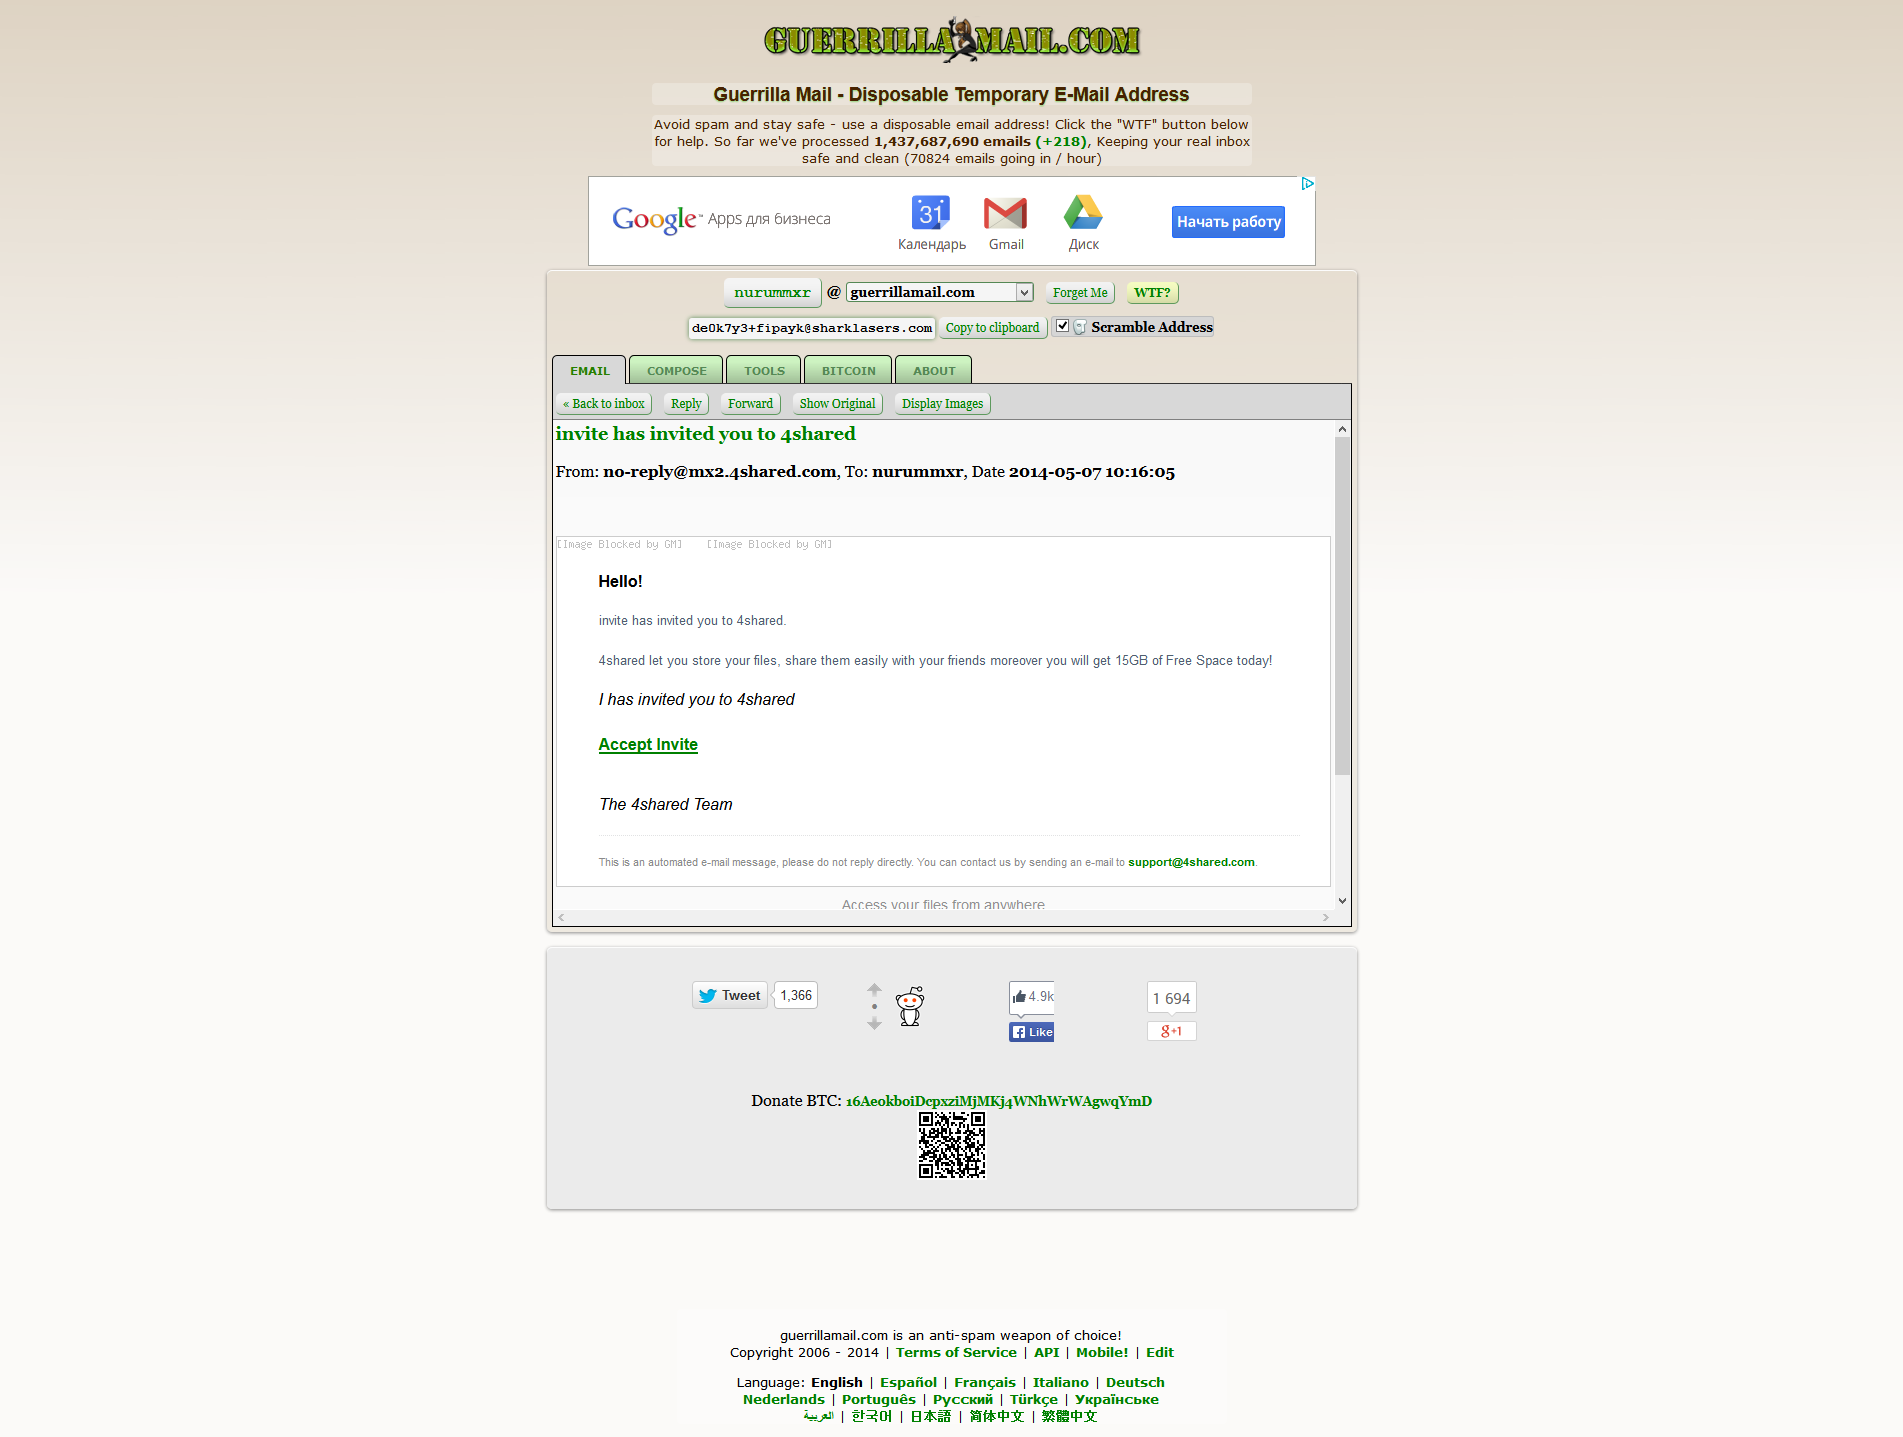 GUERRILLA MAIL.COM
Guerrilla Mail - Disposable Temporary E-Mail Address
Avoid spam and stay safe - use a disposable email address! Click the "WTF" button below
for help. So far we've processed 1,437,687,690 emails (+218), Keeping your real inbox
safe and clean (70824 emails going in / hour)
Google™ Apps для бизнеса
31
Календарь Gmail Диск
Начать работу
nurummxr @ guerrillamail.com Forget Me WTF?
de0k7y3+fipayk@sharklasers.com Copy to clipboard Scramble Address
EMAIL COMPOSE TOOLS BITCOIN ABOUT
« Back to inbox Reply Forward Show Original Display Images
invite has invited you to 4shared
From: no-reply@mx2.4shared.com, To: nurummxr, Date 2014-05-07 10:16:05
[Image Blocked by GM] [Image Blocked by GM]
Hello!
invite has invited you to 4shared.
4shared let you store your files, share them easily with your friends moreover you will get 15GB of Free Space today!
I has invited you to 4shared
Accept Invite
The 4shared Team
This is an automated e-mail message, please do not reply directly. You can contact us by sending an e-mail to support@4shared.com.
Access your files from anywhere
Tweet 1,366
4.9k
Like
1 694
g+1
Donate BTC: 16AeokboiDcpxziMjMKj4WNhWrWAgwqYmD
guerrillamail.com is an anti-spam weapon of choice!
Copyright 2006 - 2014 | Terms of Service | API | Mobile! | Edit
Language: English | Español | Français | Italiano | Deutsch
Nederlands | Português | Русский | Türkçe | Українське
العربية | 한국어 | 日本語 | 简体中文 | 繁體中文